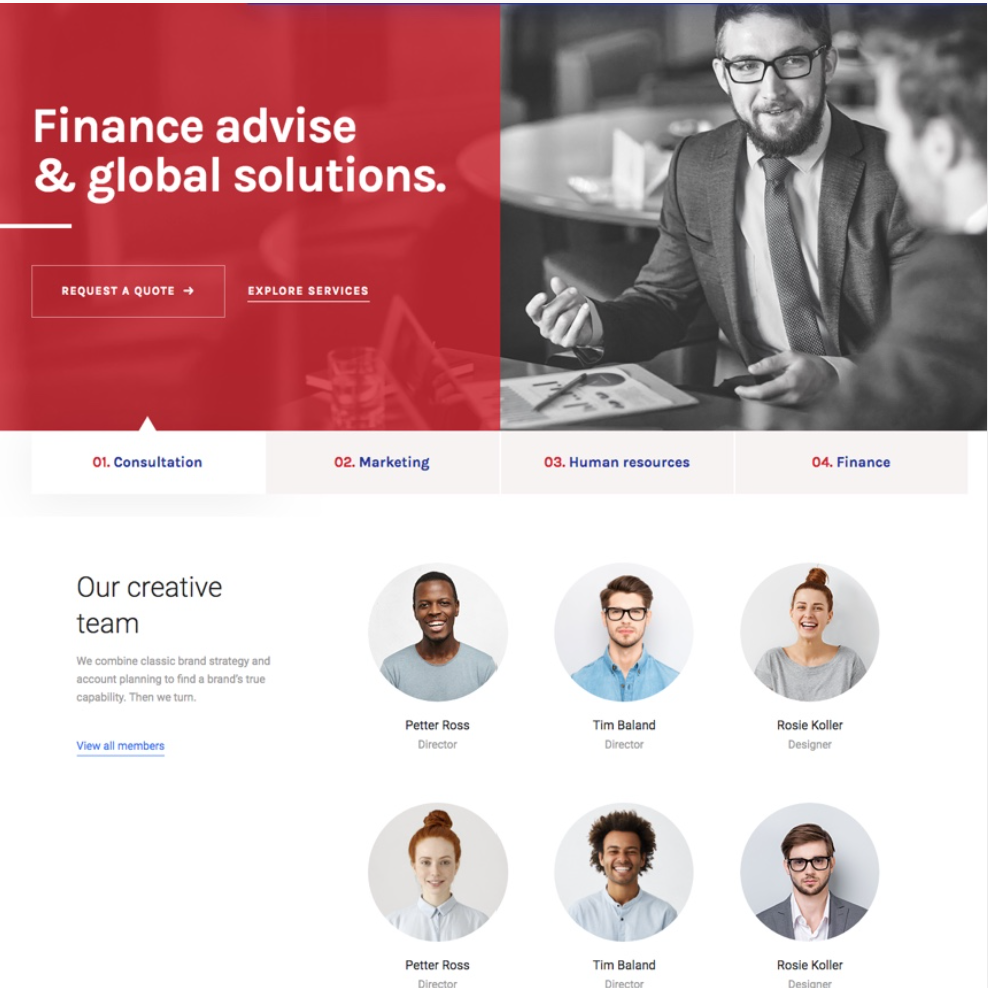 Finance advise
& global solutions.
REQUEST A QUOTE →
EXPLORE SERVICES
01. Consultation
02. Marketing
03. Human resources
04. Finance
Our creative
team
We combine classic brand strategy and
account planning to find a brand's true
capability. Then we turn.
View all members
Petter Ross
Director
Tim Baland
Director
Rosie Koller
Designer
Petter Ross
Director
Tim Baland
Director
Rosie Koller
Designer